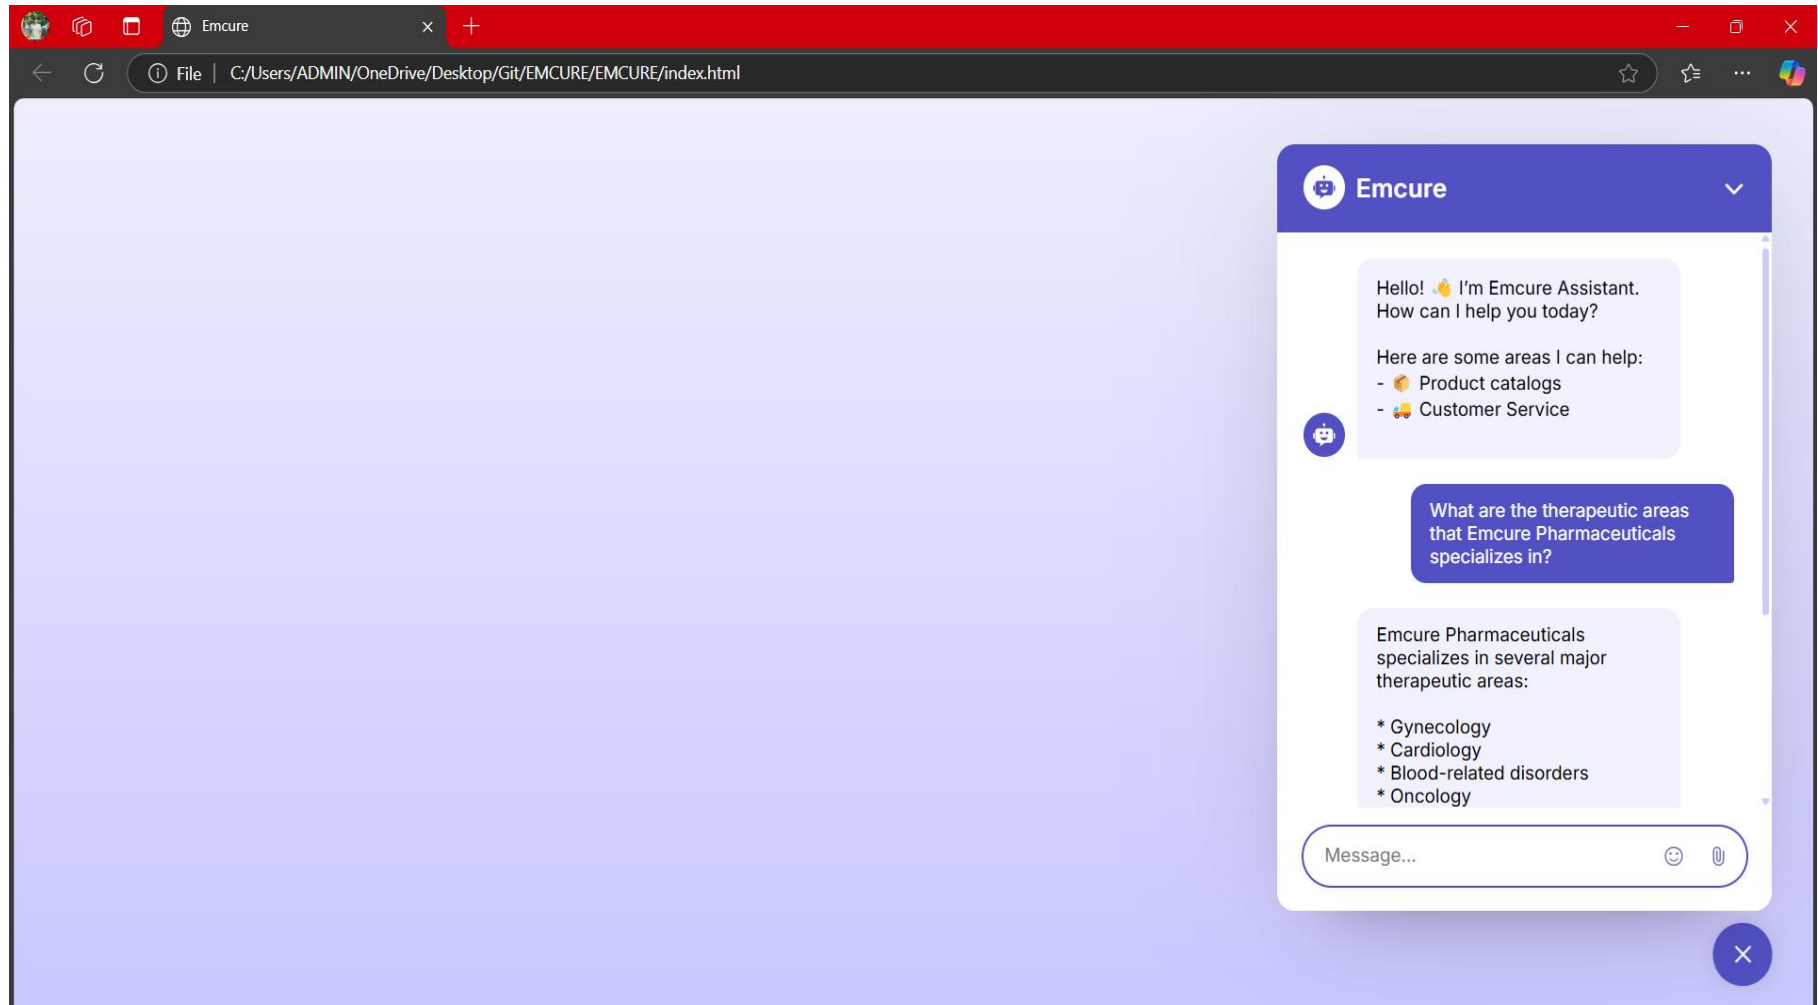 Emcure
File | C:/Users/ADMIN/OneDrive/Desktop/Git/EMCURE/EMCURE/index.html
Emcure
Hello! 👋 I'm Emcure Assistant.
How can I help you today?
Here are some areas I can help:
- 📦 Product catalogs
- 🚚 Customer Service
What are the therapeutic areas
that Emcure Pharmaceuticals
specializes in?
Emcure Pharmaceuticals
specializes in several major
therapeutic areas:
* Gynecology
* Cardiology
* Blood-related disorders
* Oncology
Message...